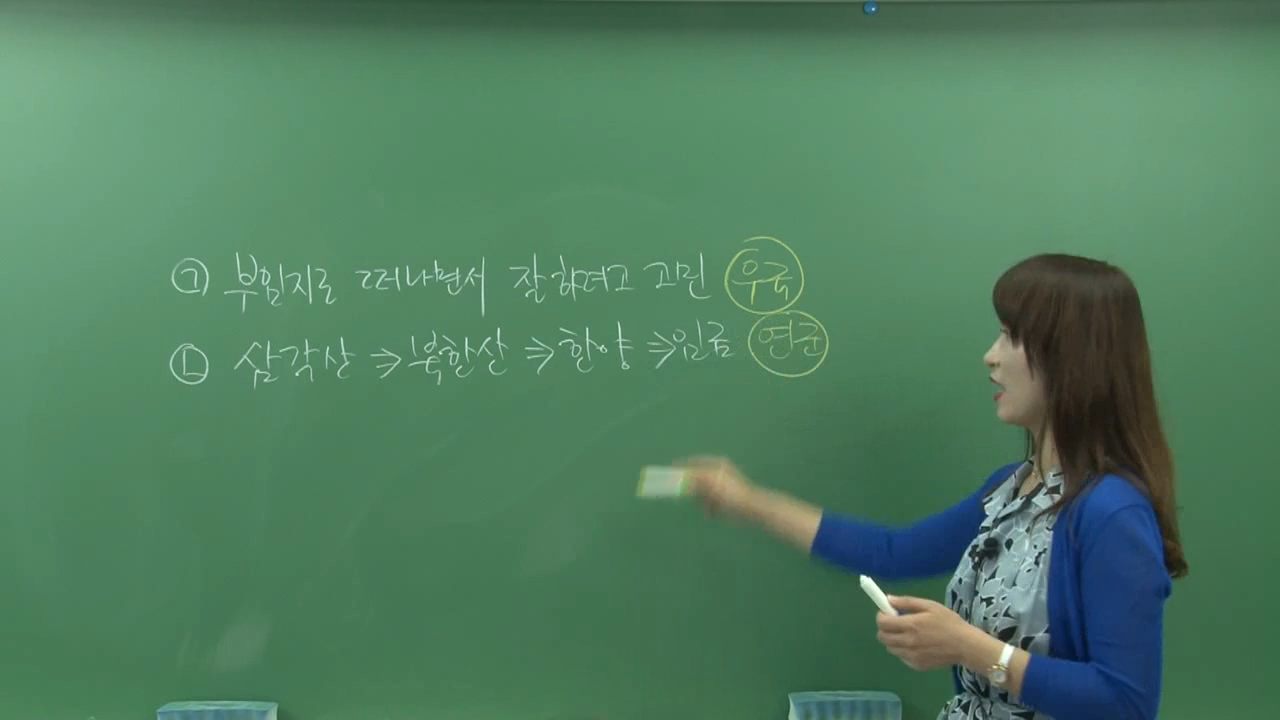 ㉠ 부임지로 떠나면서 잘하려고 고민 우국
㉡ 삼각산 ⇒ 북한산 ⇒ 한양 ⇒ 임금 연군